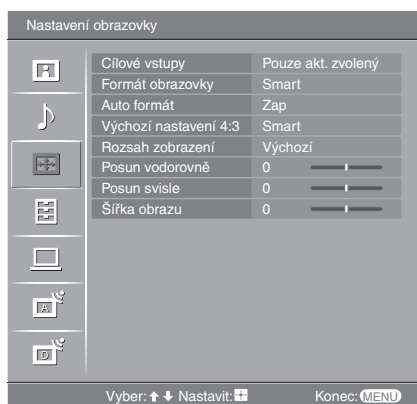 Nastavení obrazovky
Cílové vstupy Pouze akt. zvolený
Formát obrazovky Smart
Auto formát Zap
Výchozí nastavení 4:3 Smart
Rozsah zobrazení Výchozí
Posun vodorovně 0
Posun svisle 0
Šířka obrazu 0
A
D
Vyber: Nastavit: Konec: MENU